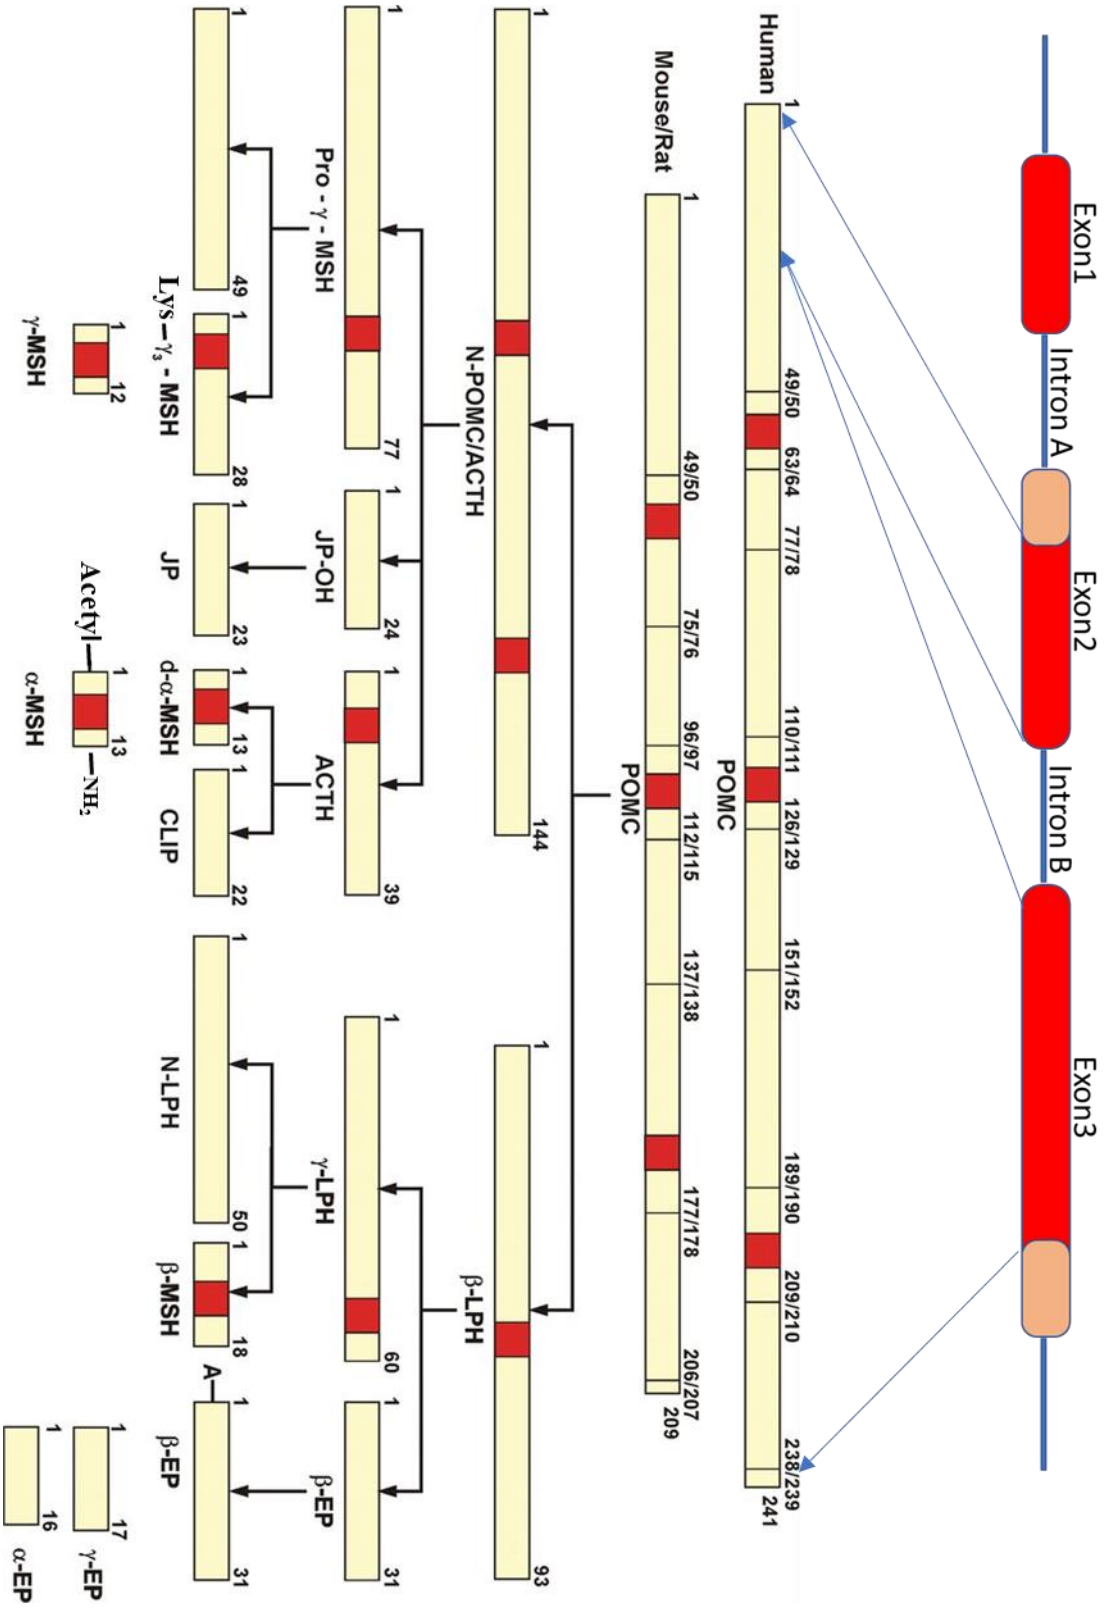 Exon1
Intron A
Exon2
Intron B
Exon3
Human
1
49/50
63/64
77/78
110/111
126/129
151/152
189/190
209/210
238/239
241
POMC
Mouse/Rat
1
49/50
75/76
96/97
112/115
137/138
177/178
206/207
209
POMC
1
144
1
93
N-POMC/ACTH
β-LPH
1
77
1
24
1
39
1
60
1
31
Pro - γ - MSH
JP-OH
ACTH
γ-LPH
β-EP
1
49
1
28
1
23
1
13
1
22
1
50
1
18
A
1
31
Lys – γ₃ - MSH
JP
d-α-MSH
CLIP
N-LPH
β-MSH
β-EP
1
12
Acetyl
1
13
NH₂
1
17
γ-MSH
α-MSH
γ-EP
1
16
α-EP